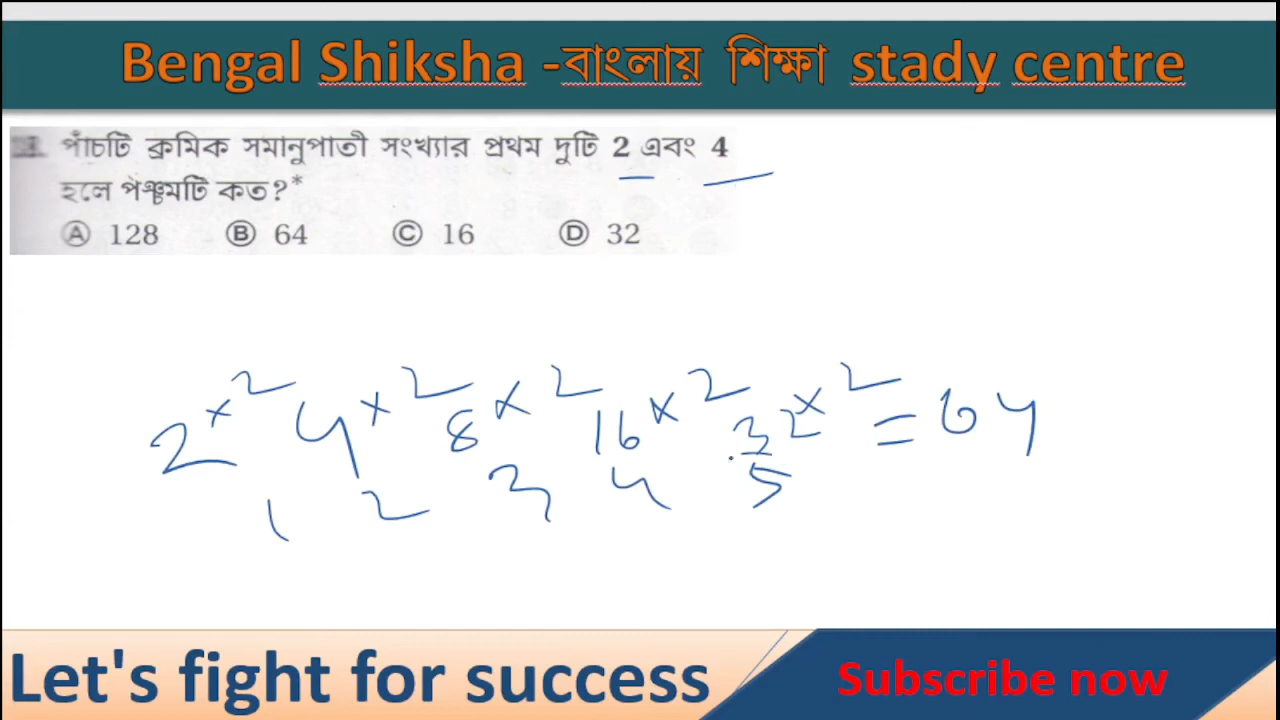 Bengal Shiksha -বাংলায় শিক্ষা stady centre
পাঁচটি ক্রমিক সমানুপাতী সংখ্যার প্রথম দুটি 2 এবং 4
হলে পঞ্চমটি কত?*
Ⓐ 128 Ⓑ 64 Ⓒ 16 Ⓓ 32
2 × 2 4 × 2 8 × 2 16 × 2 32 × 2 = 64
1 2 3 4 5
Let's fight for success
Subscribe now